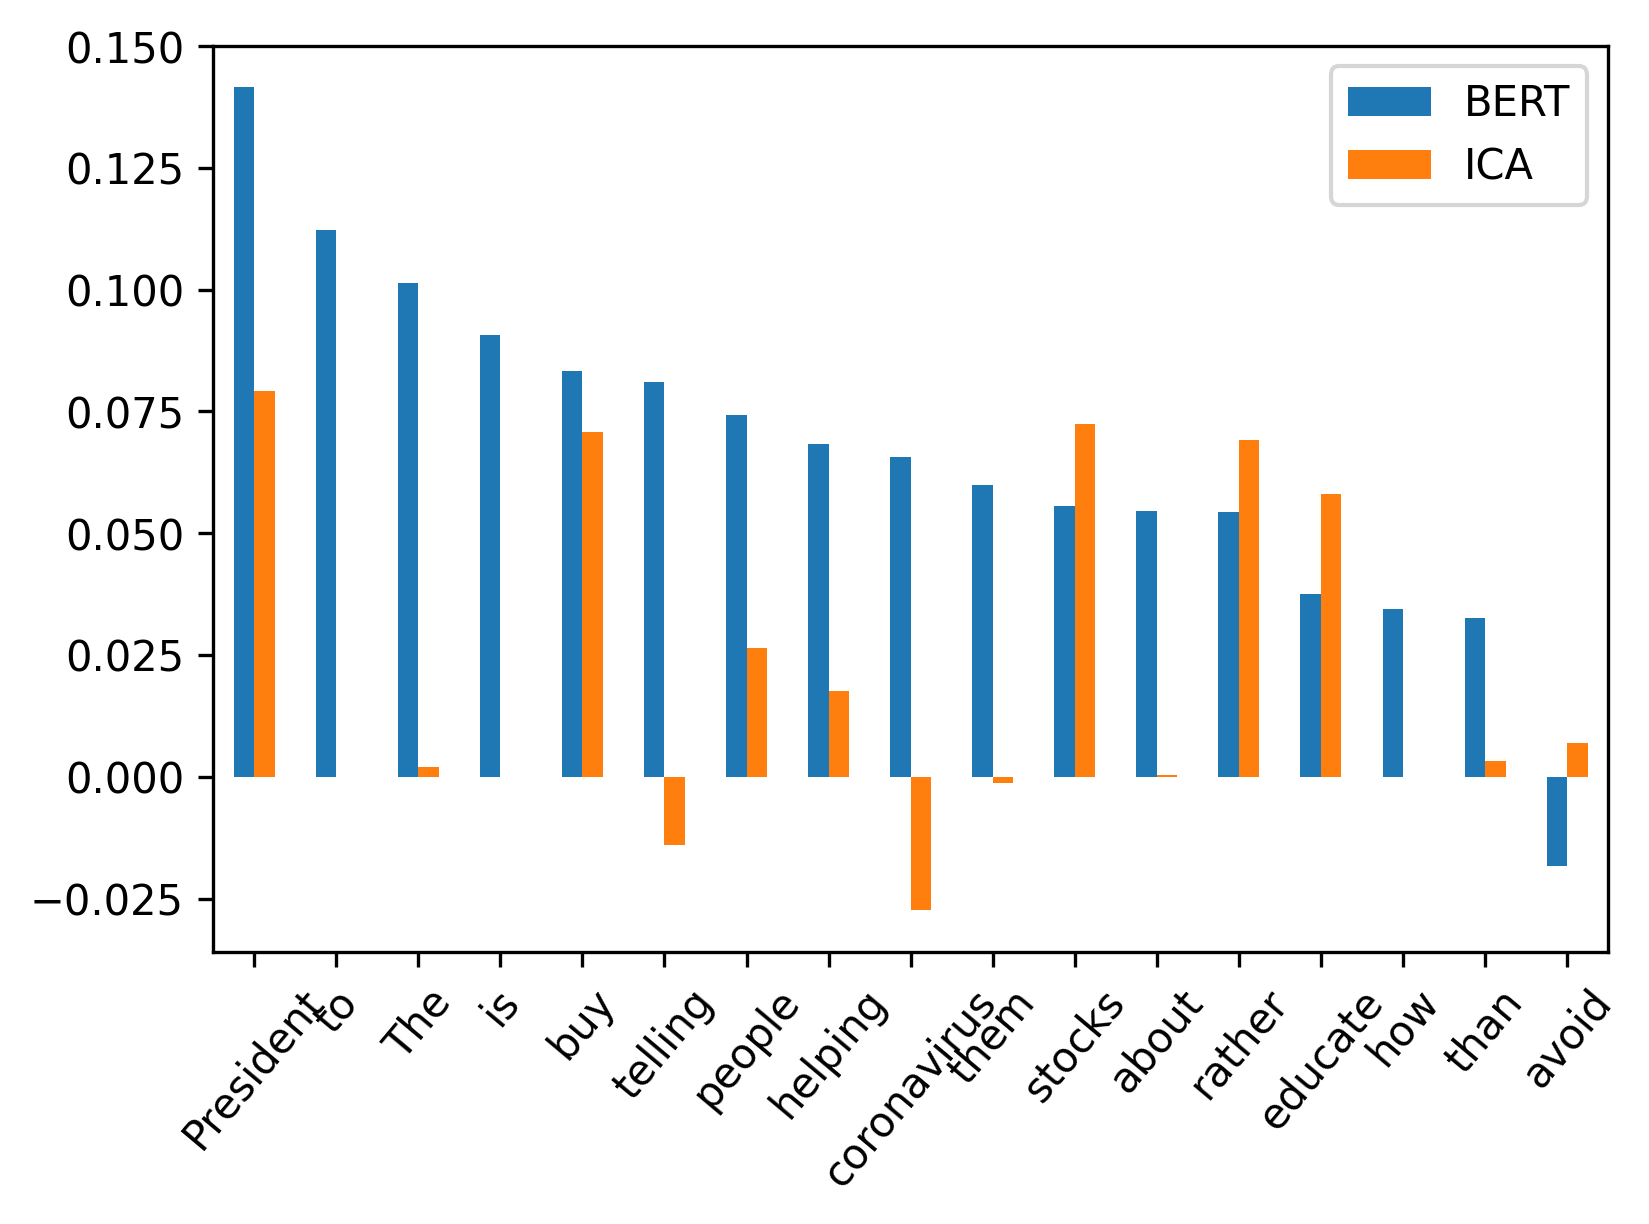 0.150
0.125
0.100
0.075
0.050
0.025
0.000
−0.025
BERT
ICA
President
to
The
is
buy
telling
people
helping
coronavirus
them
stocks
about
rather
educate
how
than
avoid